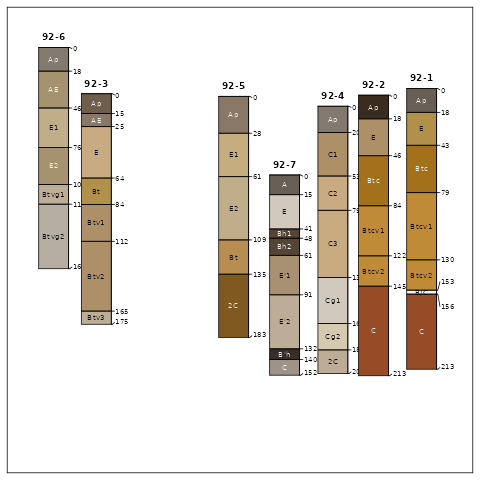 92-6
0
Ap
18
AE
46
E1
76
E2
10
Btvg1
11
Btvg2
16
92-3
0
Ap
15
AE
25
E
64
Bt
84
Btv1
112
Btv2
165
Btv3
175
92-5
0
Ap
28
E1
61
E2
109
Bt
135
2C
183
92-7
0
A
15
E
41
Bh1
48
Bh2
61
E'1
91
E'2
132
B'h
140
C
152
92-4
0
Ap
20
C1
53
C2
79
C3
13
Cg1
16
Cg2
18
2C
20
92-2
0
Ap
18
E
46
Btc
84
Btcv1
122
Btcv2
145
C
213
92-1
0
Ap
18
E
43
Btc
79
Btcv1
130
Btcv2
153
156
C
213